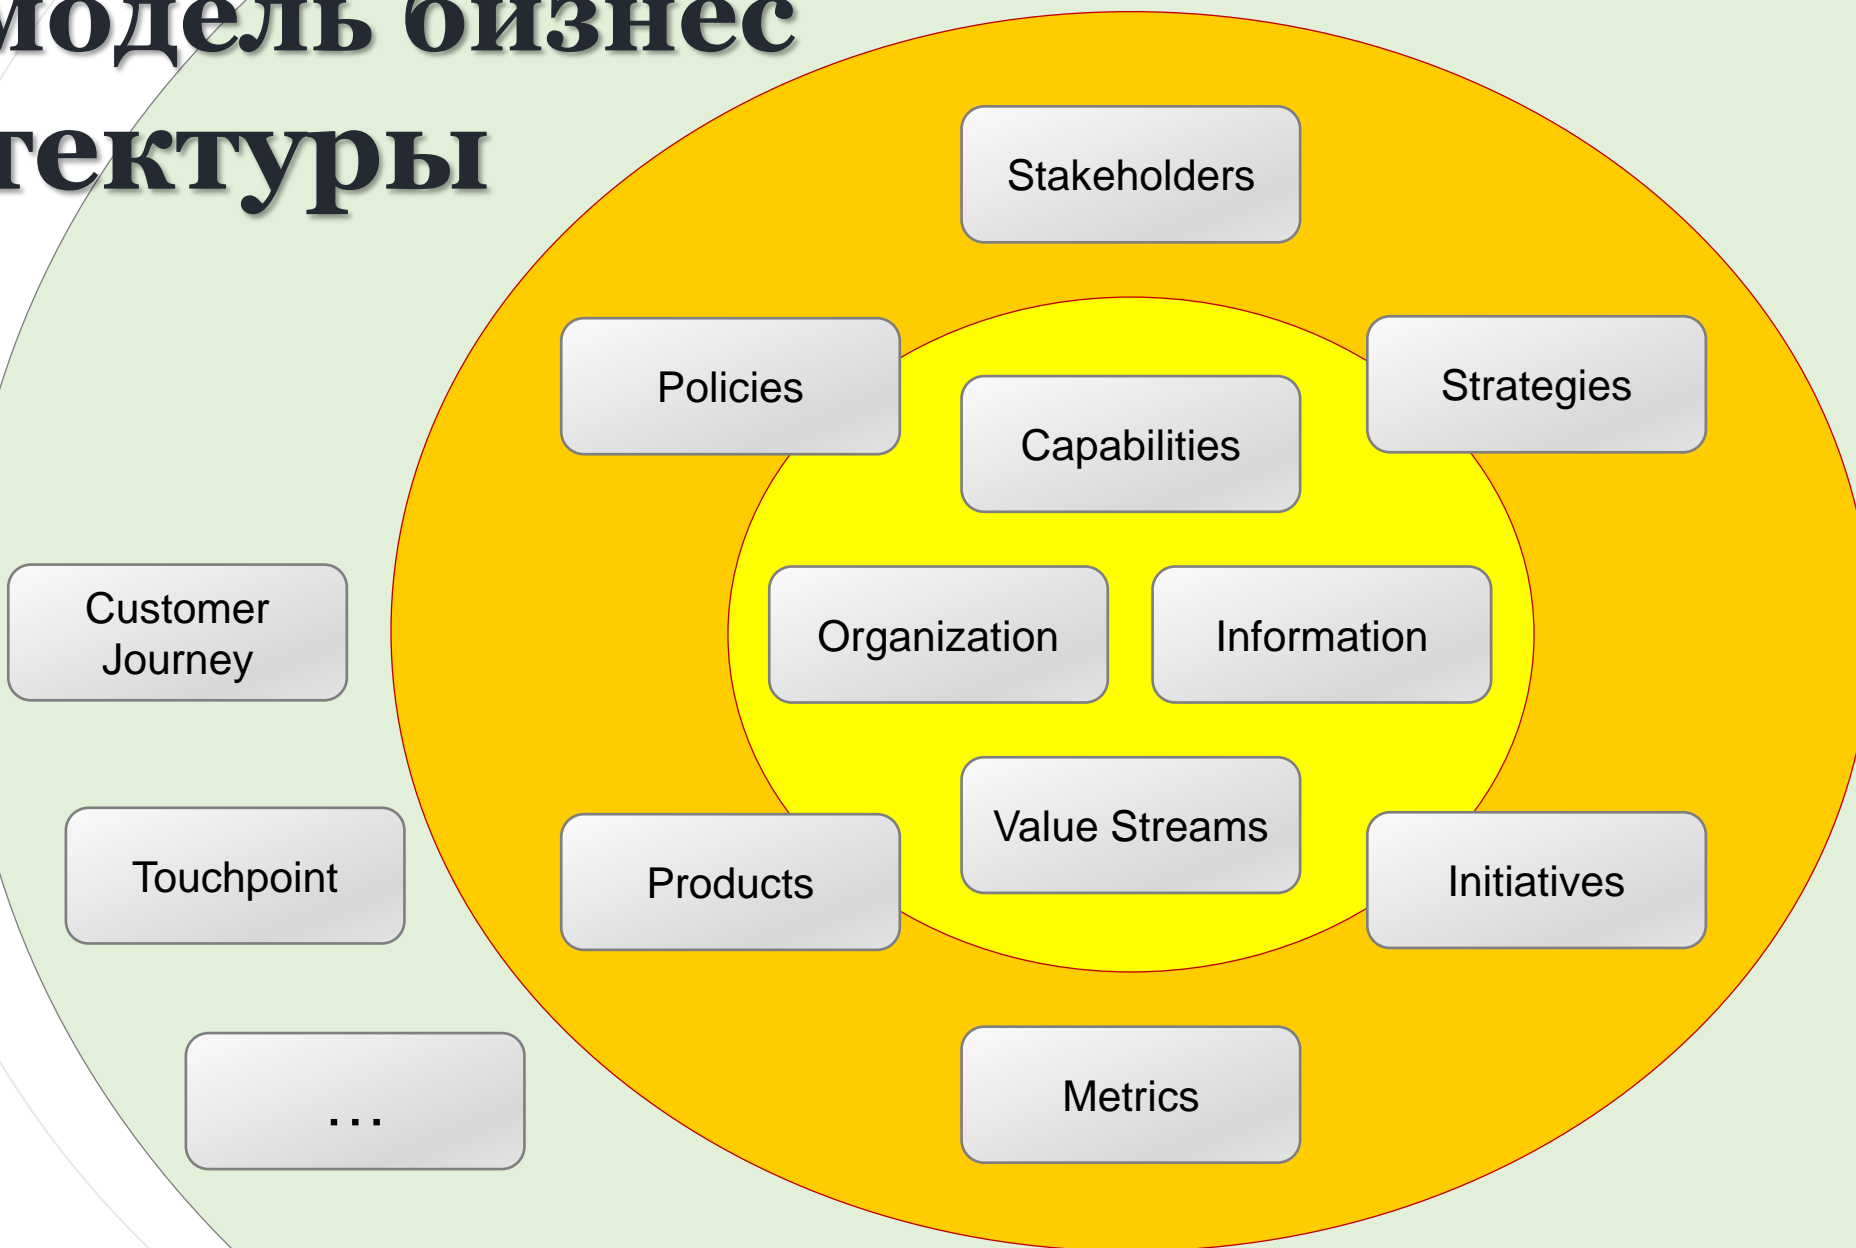 модель бизнес
тектуры
Stakeholders
Policies
Strategies
Capabilities
Customer
Journey
Organization
Information
Value Streams
Touchpoint
Products
Initiatives
...
Metrics